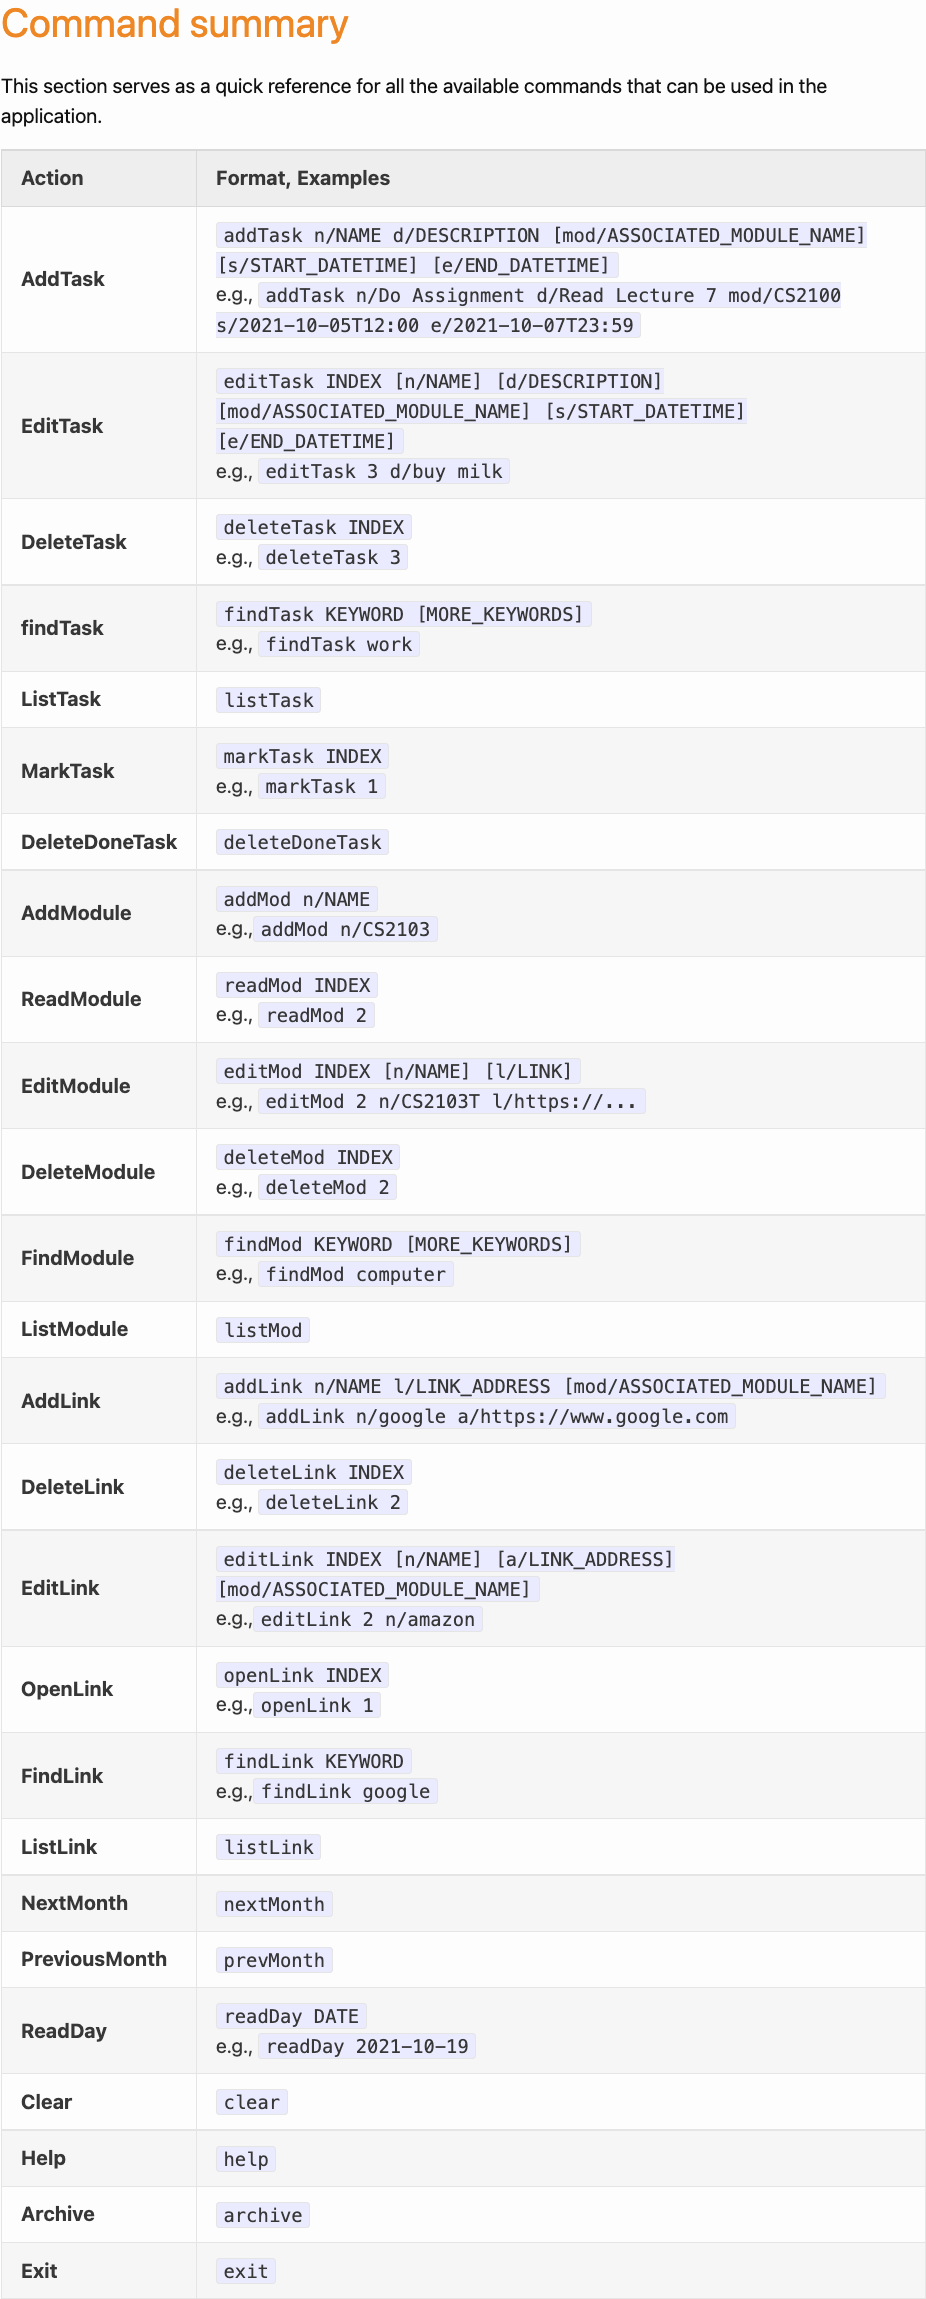 Command summary
This section serves as a quick reference for all the available commands that can be used in the
application.
Action Format, Examples
AddTask
addTask n/NAME d/DESCRIPTION [mod/ASSOCIATED_MODULE_NAME]
[s/START_DATETIME] [e/END_DATETIME]
e.g., addTask n/Do Assignment d/Read Lecture 7 mod/CS2100
s/2021-10-05T12:00 e/2021-10-07T23:59
EditTask
editTask INDEX [n/NAME] [d/DESCRIPTION]
[mod/ASSOCIATED_MODULE_NAME] [s/START_DATETIME]
[e/END_DATETIME]
e.g., editTask 3 d/buy milk
DeleteTask
deleteTask INDEX
e.g., deleteTask 3
findTask
findTask KEYWORD [MORE_KEYWORDS]
e.g., findTask work
ListTask listTask
MarkTask
markTask INDEX
e.g., markTask 1
DeleteDoneTask deleteDoneTask
AddModule
addMod n/NAME
e.g., addMod n/CS2103
ReadModule
readMod INDEX
e.g., readMod 2
EditModule
editMod INDEX [n/NAME] [l/LINK]
e.g., editMod 2 n/CS2103T l/https://...
DeleteModule
deleteMod INDEX
e.g., deleteMod 2
FindModule
findMod KEYWORD [MORE_KEYWORDS]
e.g., findMod computer
ListModule listMod
AddLink
addLink n/NAME l/LINK_ADDRESS [mod/ASSOCIATED_MODULE_NAME]
e.g., addLink n/google a/https://www.google.com
DeleteLink
deleteLink INDEX
e.g., deleteLink 2
EditLink
editLink INDEX [n/NAME] [a/LINK_ADDRESS]
[mod/ASSOCIATED_MODULE_NAME]
e.g., editLink 2 n/amazon
OpenLink
openLink INDEX
e.g., openLink 1
FindLink
findLink KEYWORD
e.g., findLink google
ListLink listLink
NextMonth nextMonth
PreviousMonth prevMonth
ReadDay
readDay DATE
e.g., readDay 2021-10-19
Clear clear
Help help
Archive archive
Exit exit